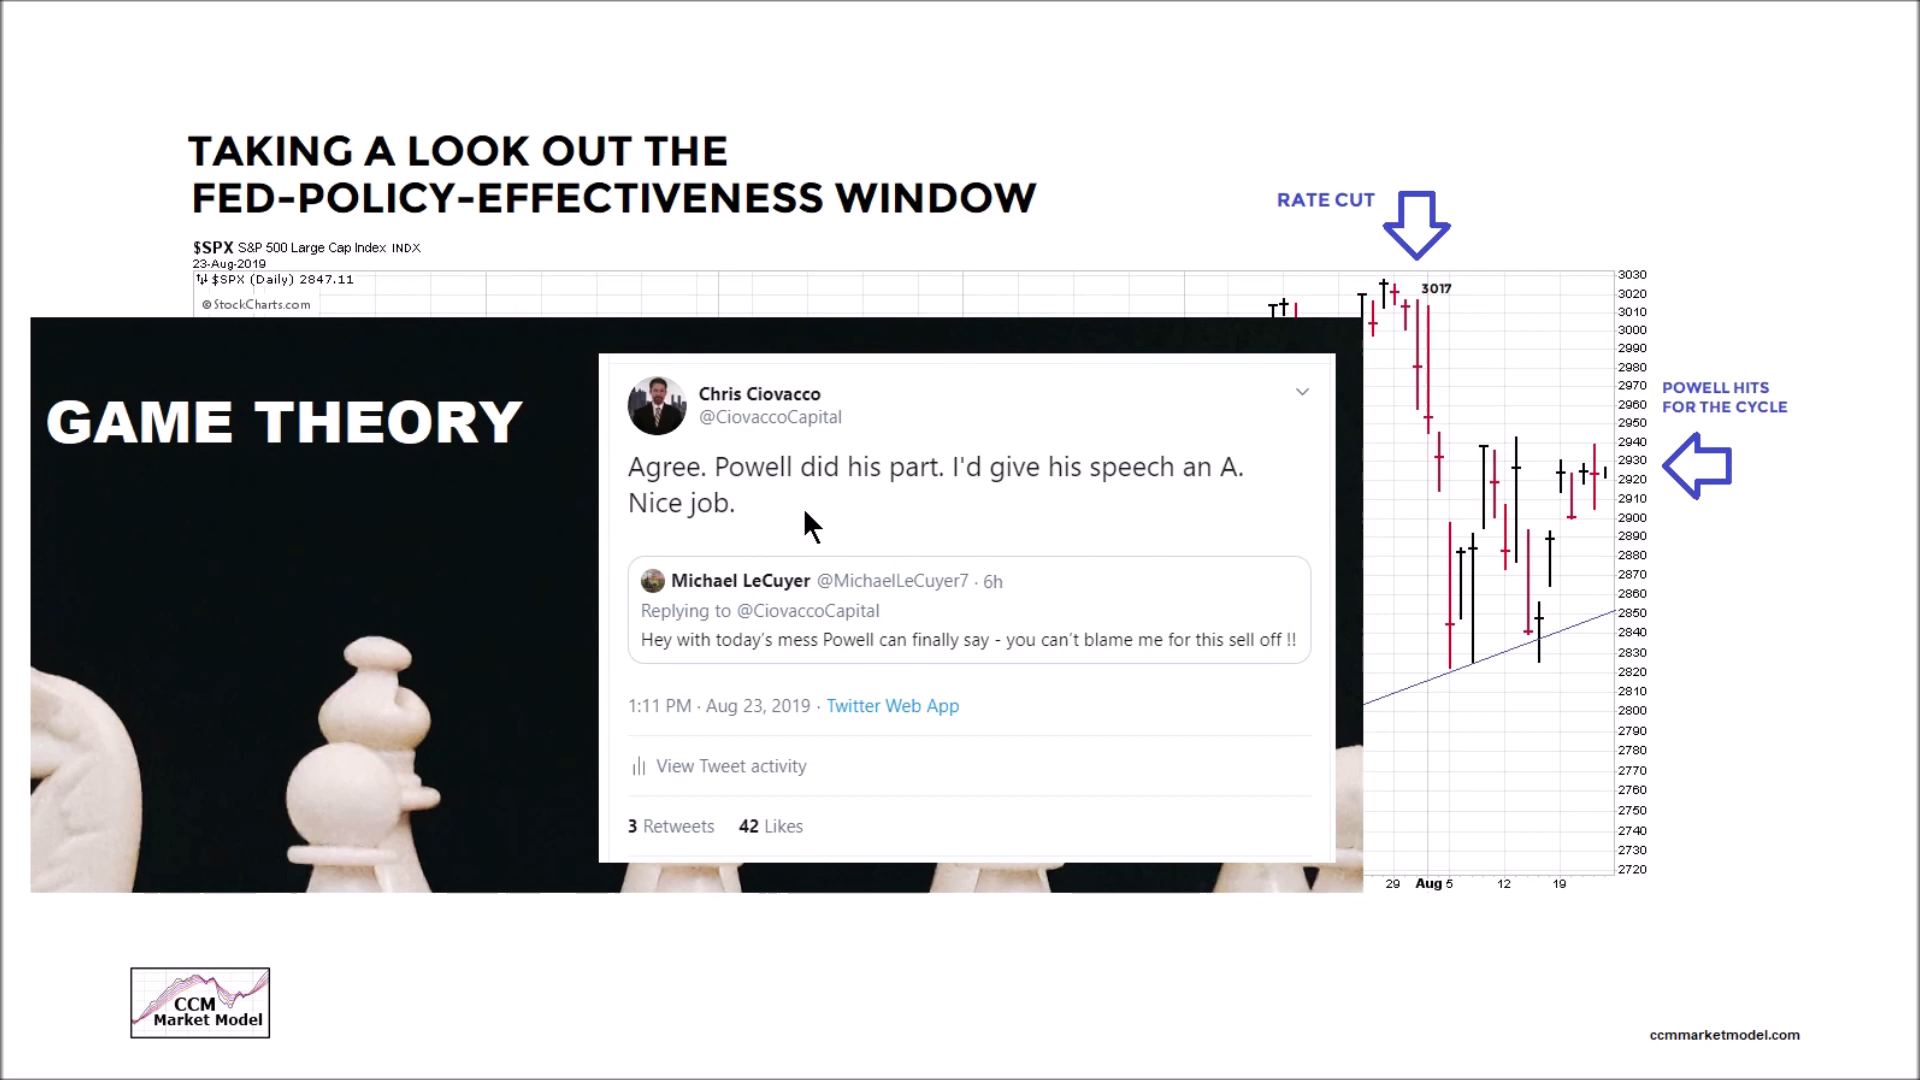 TAKING A LOOK OUT THE
FED-POLICY-EFFECTIVENESS WINDOW
RATE CUT
$SPX S&P 500 Large Cap Index INDX
23-Aug-2019
$SPX (Daily) 2847.11
©StockCharts.com
3017
GAME THEORY
Chris Ciovacco
@CiovaccoCapital
Agree. Powell did his part. I'd give his speech an A.
Nice job.
Michael LeCuyer @MichaelLeCuyer7 · 6h
Replying to @CiovaccoCapital
Hey with today's mess Powell can finally say - you can't blame me for this sell off !!
1:11 PM · Aug 23, 2019 · Twitter Web App
View Tweet activity
3 Retweets 42 Likes
3030
3020
3010
3000
2990
2980
2970
2960
2950
2940
2930
2920
2910
2900
2890
2880
2870
2860
2850
2840
2830
2820
2810
2800
2790
2780
2770
2760
2750
2740
2730
2720
29 Aug 5 12 19
POWELL HITS
FOR THE CYCLE
CCM
Market Model
ccmmarketmodel.com